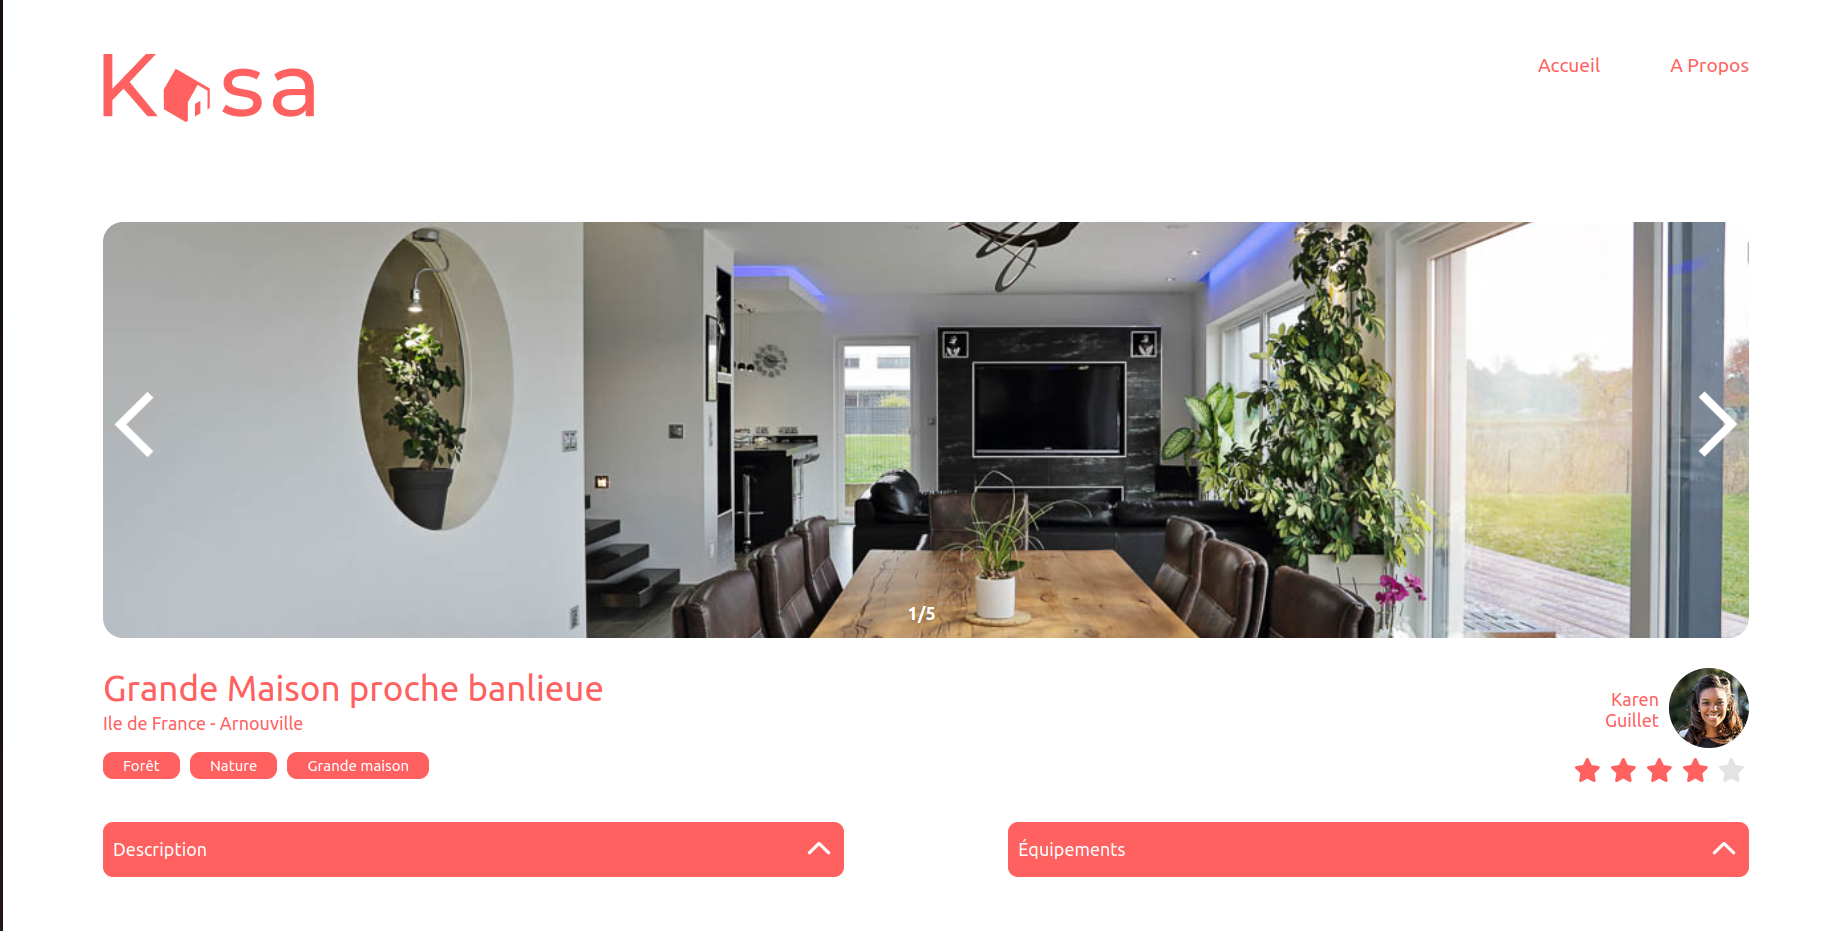 Kasa
Accueil
A Propos
1/5
Grande Maison proche banlieue
Ile de France - Arnouville
Forêt
Nature
Grande maison
Karen
Guillet
Description
Équipements